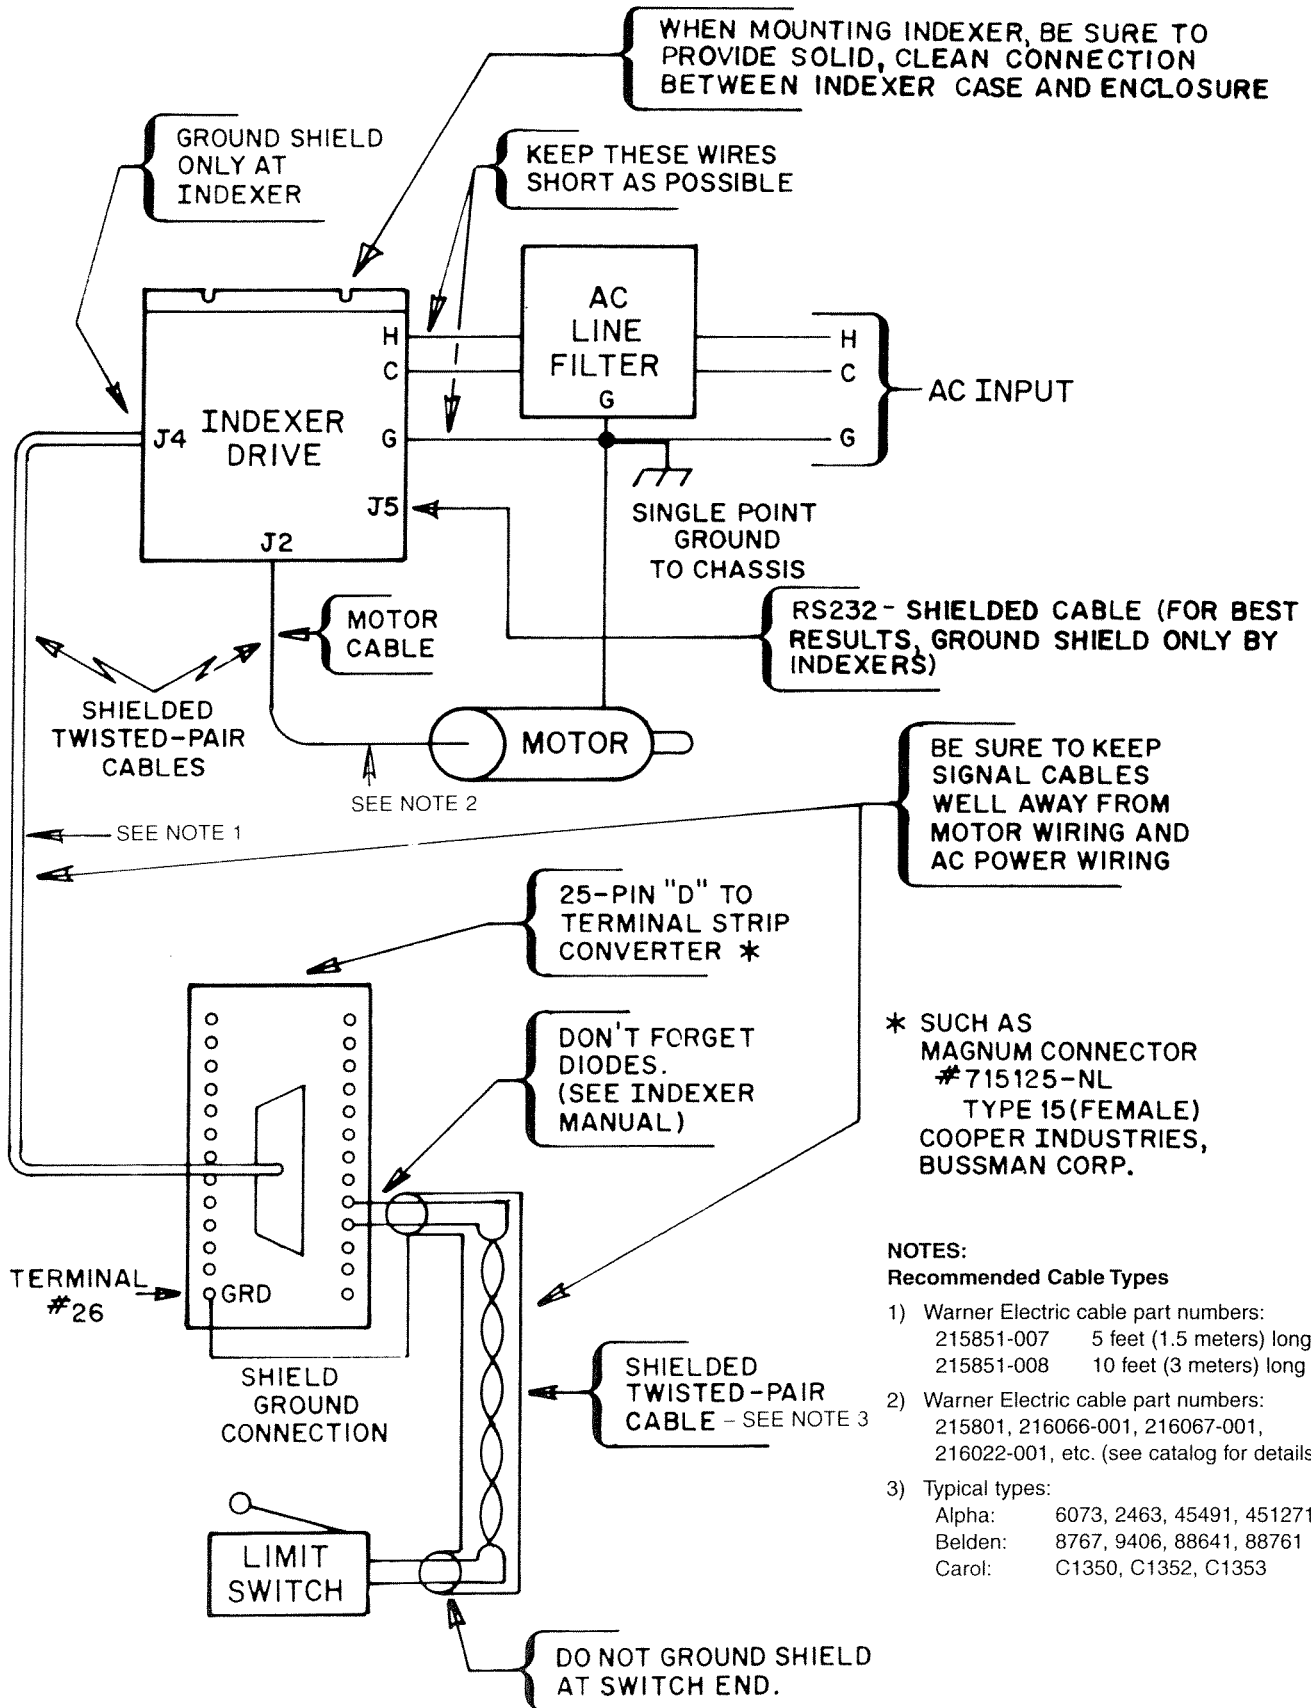 WHEN MOUNTING INDEXER, BE SURE TO
PROVIDE SOLID, CLEAN CONNECTION
BETWEEN INDEXER CASE AND ENCLOSURE
GROUND SHIELD
ONLY AT
INDEXER
KEEP THESE WIRES
SHORT AS POSSIBLE
AC
LINE
FILTER
G
H
C
G
H
C
G
AC INPUT
J4
INDEXER
DRIVE
J5
J2
SINGLE POINT
GROUND
TO CHASSIS
MOTOR
CABLE
RS232 - SHIELDED CABLE (FOR BEST
RESULTS, GROUND SHIELD ONLY BY
INDEXERS)
SHIELDED
TWISTED-PAIR
CABLES
MOTOR
SEE NOTE 2
SEE NOTE 1
BE SURE TO KEEP
SIGNAL CABLES
WELL AWAY FROM
MOTOR WIRING AND
AC POWER WIRING
25-PIN "D" TO
TERMINAL STRIP
CONVERTER *
DON'T FORGET
DIODES.
(SEE INDEXER
MANUAL)
* SUCH AS
MAGNUM CONNECTOR
#715125-NL
TYPE 15 (FEMALE)
COOPER INDUSTRIES,
BUSSMAN CORP.
TERMINAL
#26
GRD
SHIELD
GROUND
CONNECTION
SHIELDED
TWISTED-PAIR
CABLE – SEE NOTE 3
LIMIT
SWITCH
DO NOT GROUND SHIELD
AT SWITCH END.
NOTES:
Recommended Cable Types
1) Warner Electric cable part numbers:
215851-007 5 feet (1.5 meters) long
215851-008 10 feet (3 meters) long
2) Warner Electric cable part numbers:
215801, 216066-001, 216067-001,
216022-001, etc. (see catalog for details
3) Typical types:
Alpha: 6073, 2463, 45491, 451271
Belden: 8767, 9406, 88641, 88761
Carol: C1350, C1352, C1353